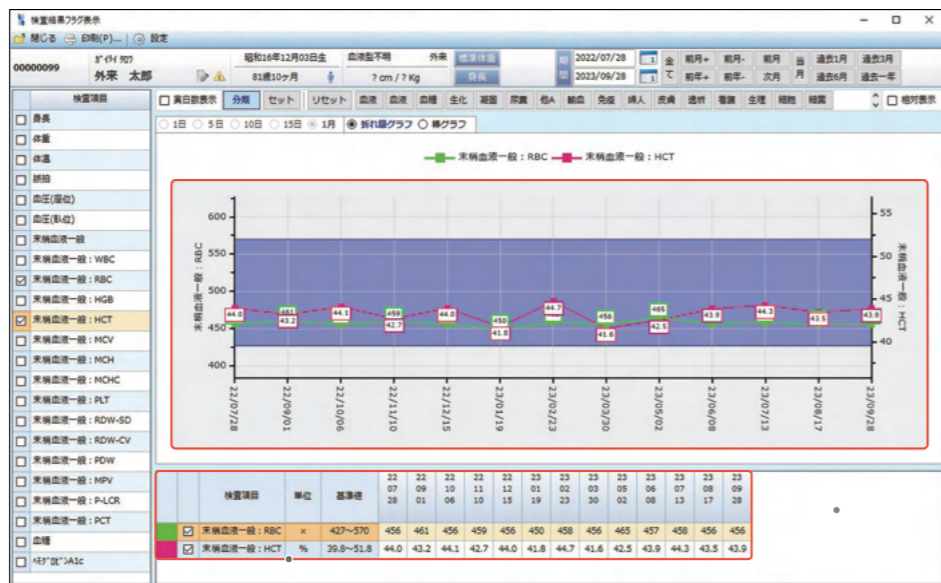 検査結果グラフ表示
閉じる 印刷(P)... 設定
00000099 ｶﾞｲﾗｲ ﾀﾛｳ 昭和16年12月03日生 血液型不明 外来 標準体重 期間 2022/07/28 1 全て 前月+ 前月- 前月 当月 過去1月 過去3月
外来 太郎 81歳10ヶ月 ? cm / ? Kg 身長 2023/09/28 1 前年+ 前年- 次月 過去6月 過去一年
検査項目
身長
体重
体温
脈拍
血圧(座位)
血圧(臥位)
末梢血液一般
末梢血液一般：WBC
末梢血液一般：RBC
末梢血液一般：HGB
末梢血液一般：HCT
末梢血液一般：MCV
末梢血液一般：MCH
末梢血液一般：MCHC
末梢血液一般：PLT
末梢血液一般：RDW-SD
末梢血液一般：RDW-CV
末梢血液一般：PDW
末梢血液一般：MPV
末梢血液一般：P-LCR
末梢血液一般：PCT
血糖
ﾍﾓｸﾞﾛﾋﾞﾝA1c
実日数表示 分類 セット リセット 血液 血液 血糖 生化 凝固 尿糞 他A 輸血 免疫 婦人 皮膚 透析 看護 生理 細胞 細菌 相対表示
1日 5日 10日 15日 1月 折れ線グラフ 棒グラフ
末梢血液一般：RBC 末梢血液一般：HCT
末梢血液一般：RBC
600
550
500
450
400
55
50
45
40
末梢血液一般：HCT
44.0 461 43.2 44.1 459 42.7 44.0 450 41.8 44.7 456 41.6 465 42.5 43.9 44.3 43.5 43.9
22/07/28 22/09/01 22/10/06 22/11/10 22/12/15 23/01/19 23/02/23 23/03/30 23/05/02 23/06/08 23/07/13 23/08/17 23/09/28
検査項目 単位 基準値 22 07 28 22 09 01 22 10 06 22 11 10 22 12 15 23 01 19 23 02 23 23 03 30 23 05 02 23 06 08 23 07 13 23 08 17 23 09 28
末梢血液一般：RBC × 427～570 456 461 456 459 456 450 458 456 465 457 458 456 456
末梢血液一般：HCT % 39.8～51.8 44.0 43.2 44.1 42.7 44.0 41.8 44.7 41.6 42.5 43.9 44.3 43.5 43.9